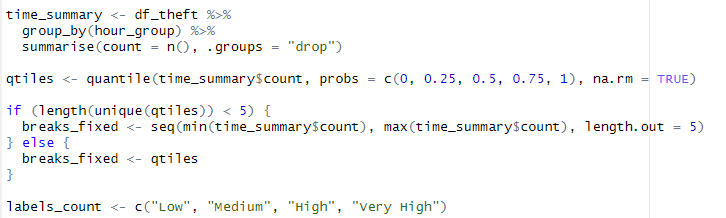 time_summary <- df_theft %>%
  group_by(hour_group) %>%
  summarise(count = n(), .groups = "drop")

qtiles <- quantile(time_summary$count, probs = c(0, 0.25, 0.5, 0.75, 1), na.rm = TRUE)

if (length(unique(qtiles)) < 5) {
  breaks_fixed <- seq(min(time_summary$count), max(time_summary$count), length.out = 5)
} else {
  breaks_fixed <- qtiles
}

labels_count <- c("Low", "Medium", "High", "Very High")